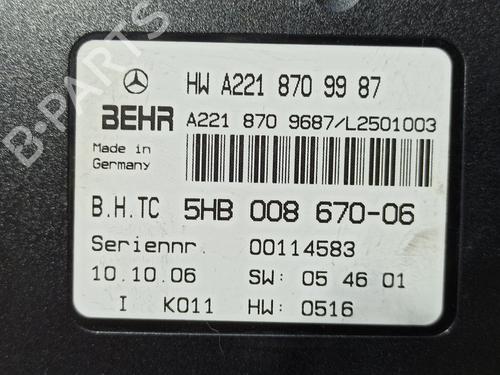 HW A221 870 99 87
BEHR A221 870 9687/L2501003
Made in
Germany
B.H.TC 5HB 008 670-06
Seriennr. 00114583
10.10.06 SW: 05 46 01
I K011 HW: 0516
B-PARTS